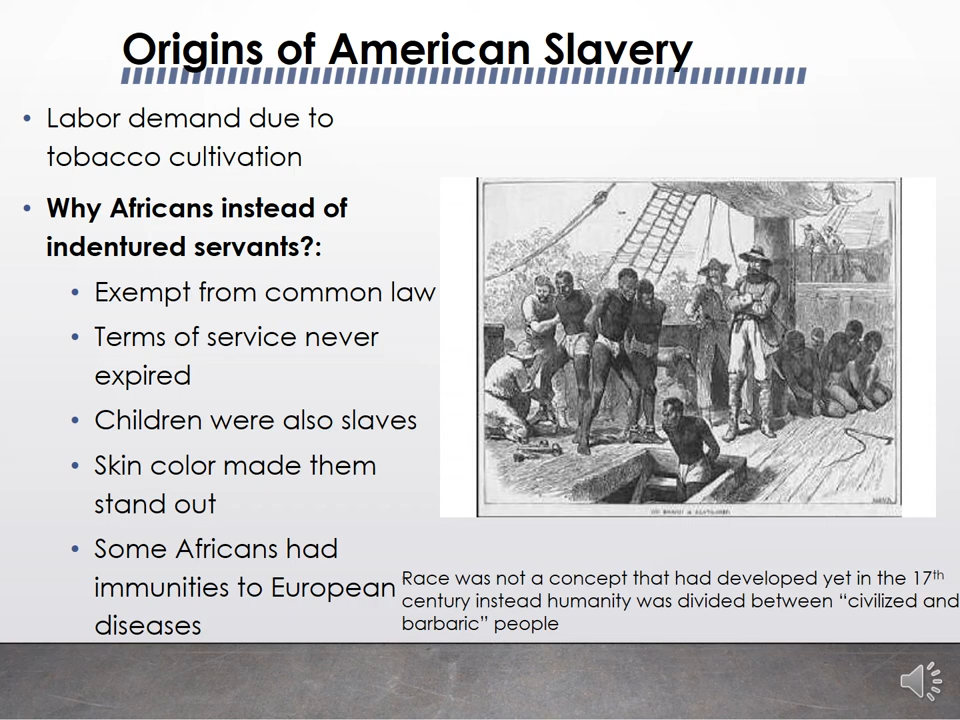 Origins of American Slavery
• Labor demand due to
tobacco cultivation
• Why Africans instead of
indentured servants?:
• Exempt from common law
• Terms of service never
expired
• Children were also slaves
• Skin color made them
stand out
• Some Africans had
immunities to European
diseases
Race was not a concept that had developed yet in the 17th
century instead humanity was divided between “civilized and
barbaric” people